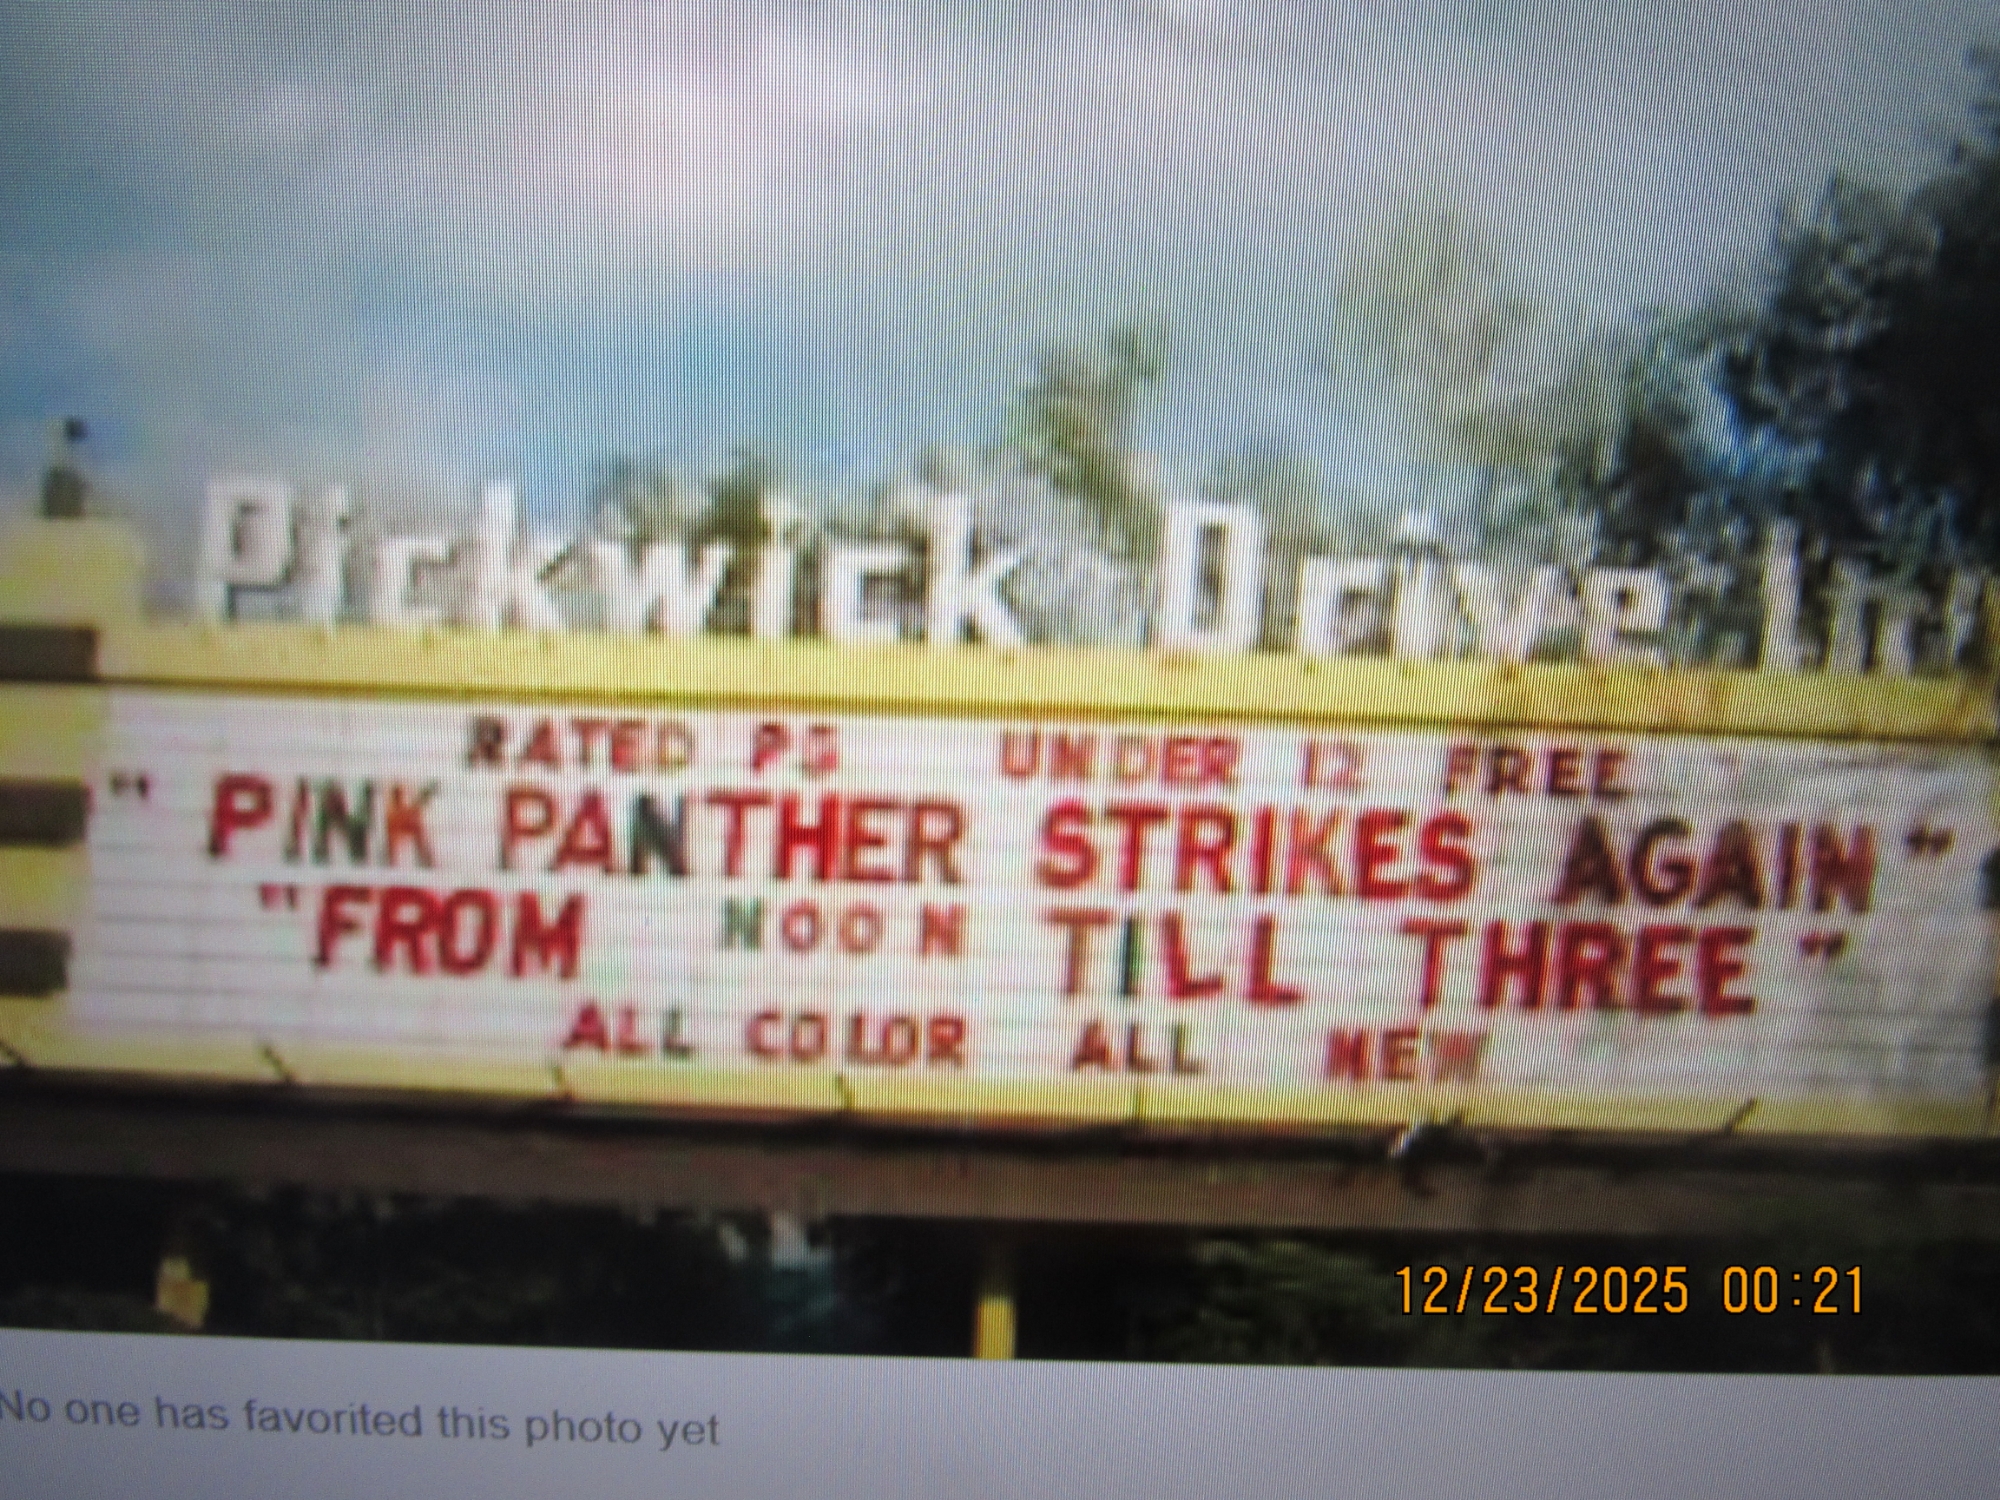 Pickwick Drive In
RATED PG UNDER 12 FREE
" PINK PANTHER STRIKES AGAIN "
"FROM NOON TILL THREE "
ALL COLOR ALL NEW
12/23/2025 00:21
No one has favorited this photo yet